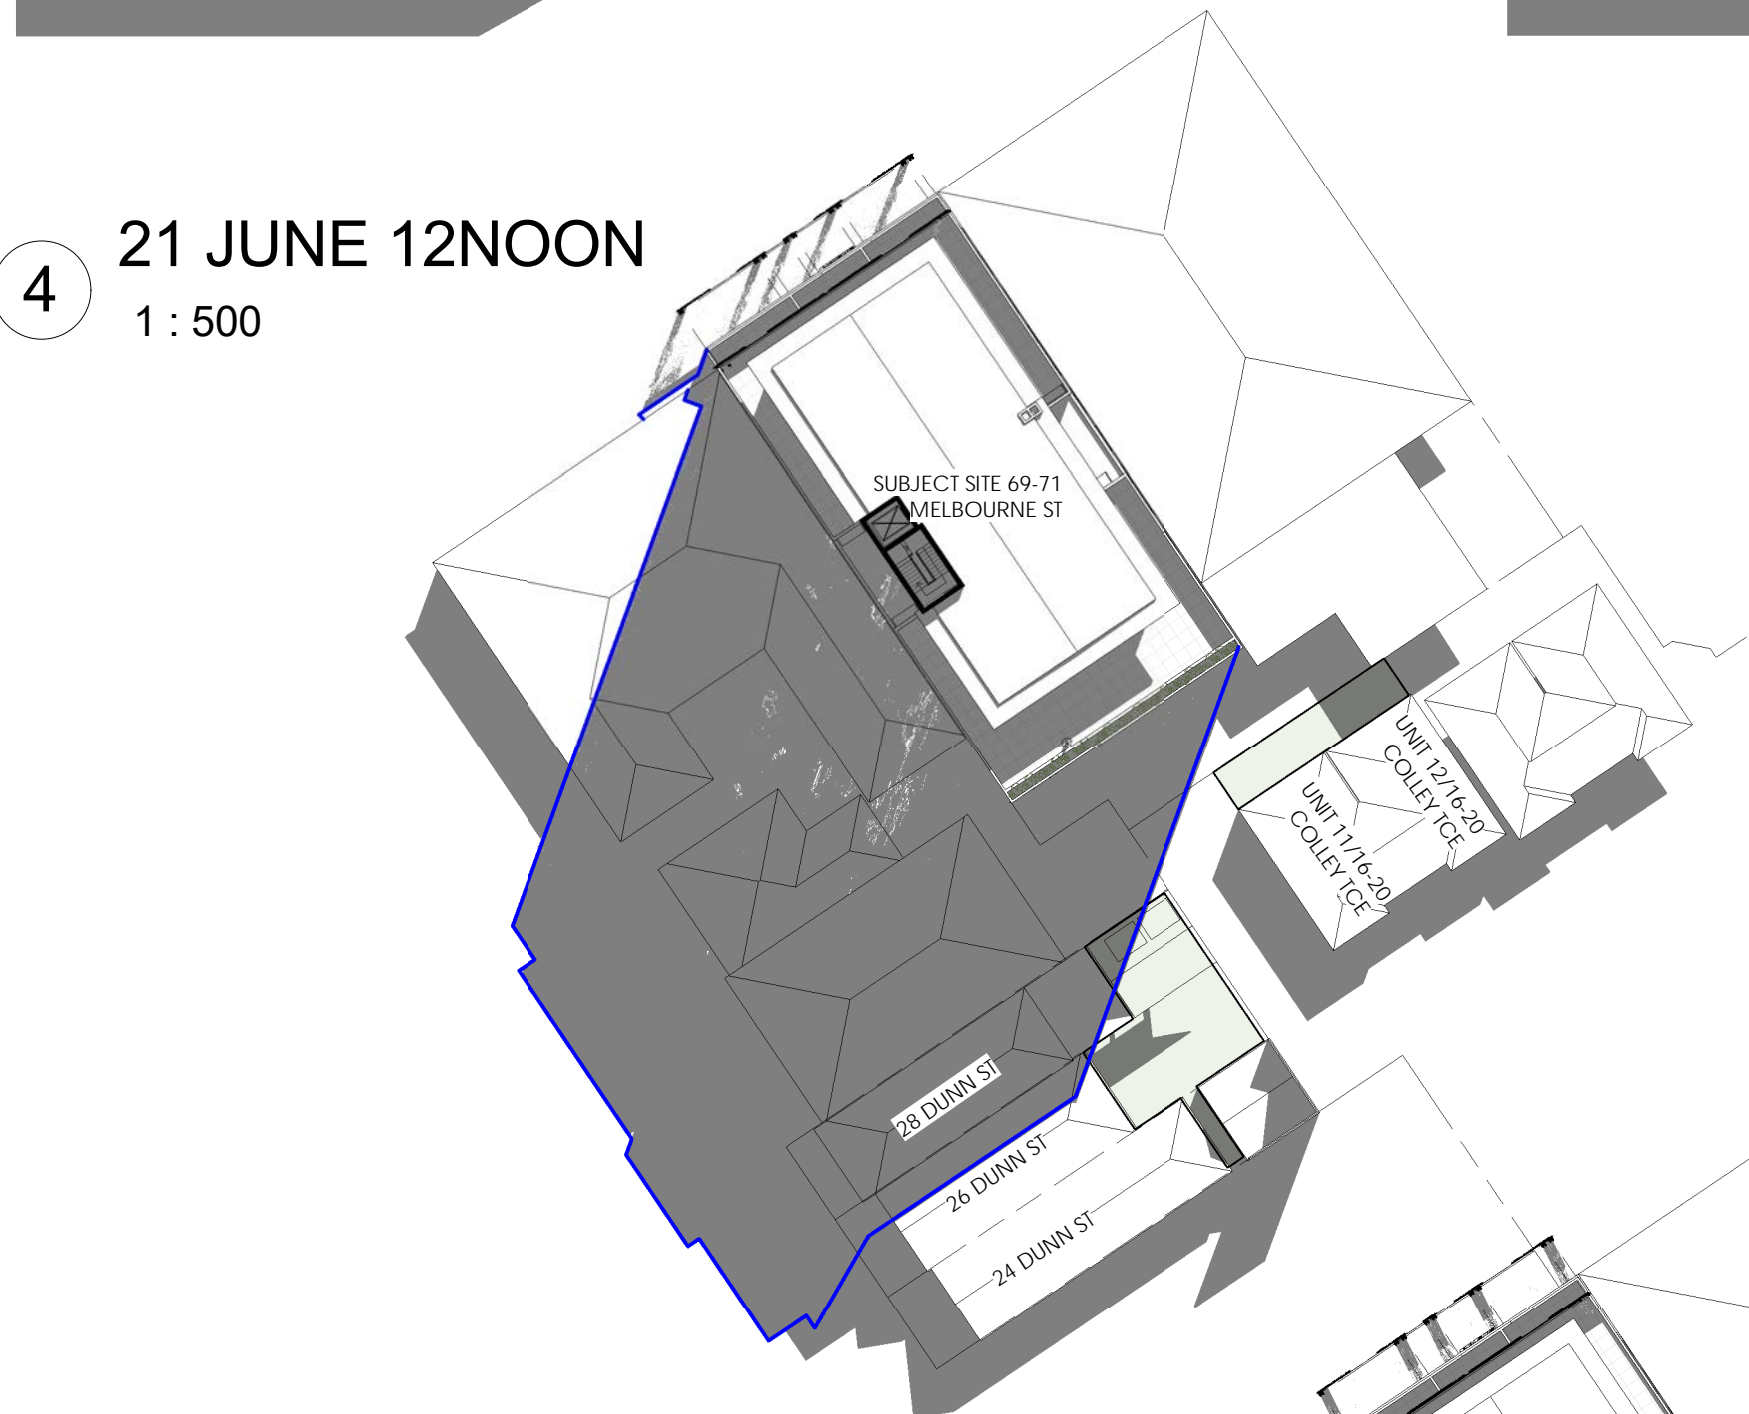 21 JUNE 12NOON
4
1 : 500
SUBJECT SITE 69-71
MELBOURNE ST
UNIT 12/16-20
COLLEY TCE
UNIT 11/16-20
COLLEY TCE
28 DUNN ST
26 DUNN ST
24 DUNN ST